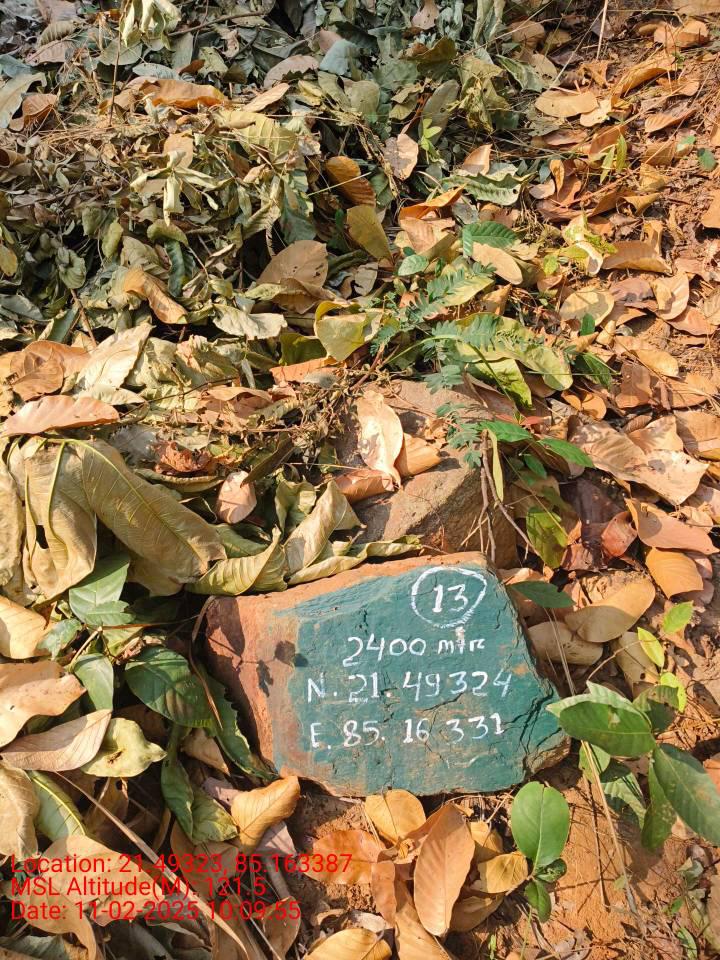 13
2400 mtr
N. 21. 49324
E. 85. 16 331
Location: 21.49323, 85.163387
MSL Altitude(M): 121.5
Date: 11-02-2025 10:09:55